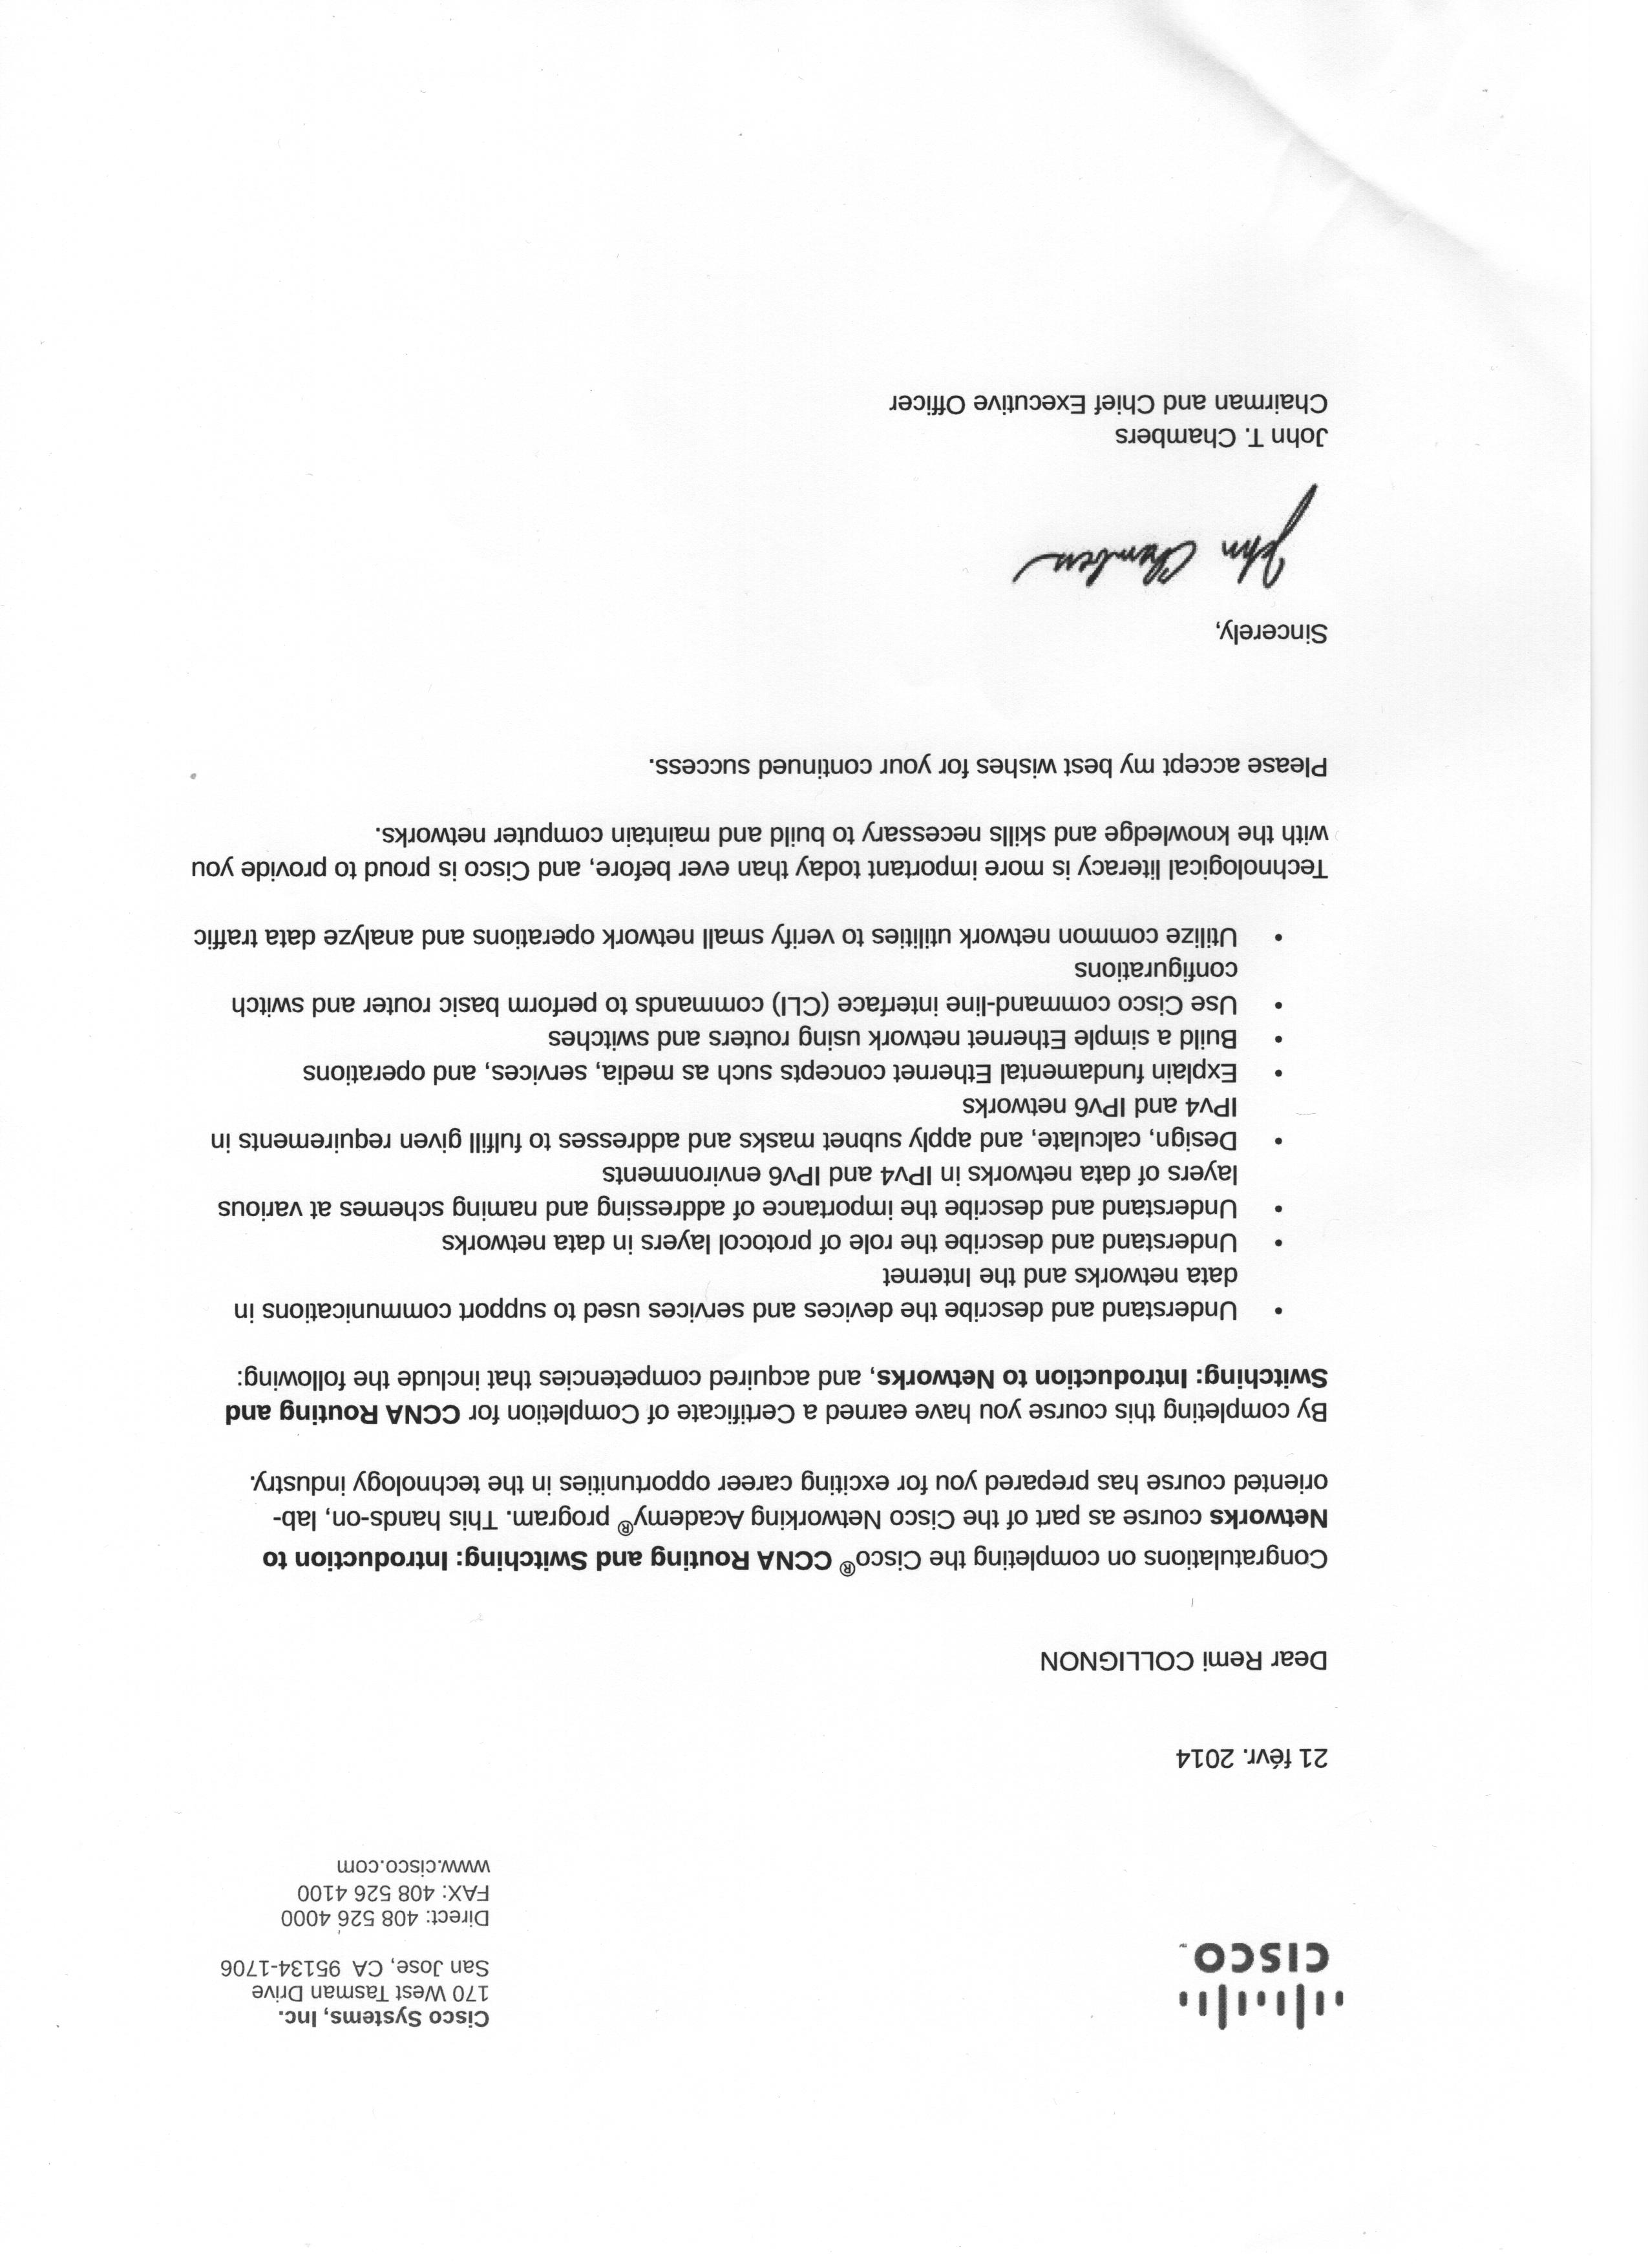 CISCO™
Cisco Systems, Inc.
170 West Tasman Drive
San Jose, CA 95134-1706
Direct: 408 526 4000
FAX: 408 526 4100
www.cisco.com
21 févr. 2014
Dear Remi COLLIGNON
Congratulations on completing the Cisco® CCNA Routing and Switching: Introduction to
Networks course as part of the Cisco Networking Academy® program. This hands-on, lab-
oriented course has prepared you for exciting career opportunities in the technology industry.
By completing this course you have earned a Certificate of Completion for CCNA Routing and
Switching: Introduction to Networks, and acquired competencies that include the following:
• Understand and describe the devices and services used to support communications in
data networks and the Internet
• Understand and describe the role of protocol layers in data networks
• Understand and describe the importance of addressing and naming schemes at various
layers of data networks in IPv4 and IPv6 environments
• Design, calculate, and apply subnet masks and addresses to fulfill given requirements in
IPv4 and IPv6 networks
• Explain fundamental Ethernet concepts such as media, services, and operations
• Build a simple Ethernet network using routers and switches
• Use Cisco command-line interface (CLI) commands to perform basic router and switch
configurations
• Utilize common network utilities to verify small network operations and analyze data traffic
Technological literacy is more important today than ever before, and Cisco is proud to provide you
with the knowledge and skills necessary to build and maintain computer networks.
Please accept my best wishes for your continued success.
Sincerely,
John Chambers
John T. Chambers
Chairman and Chief Executive Officer